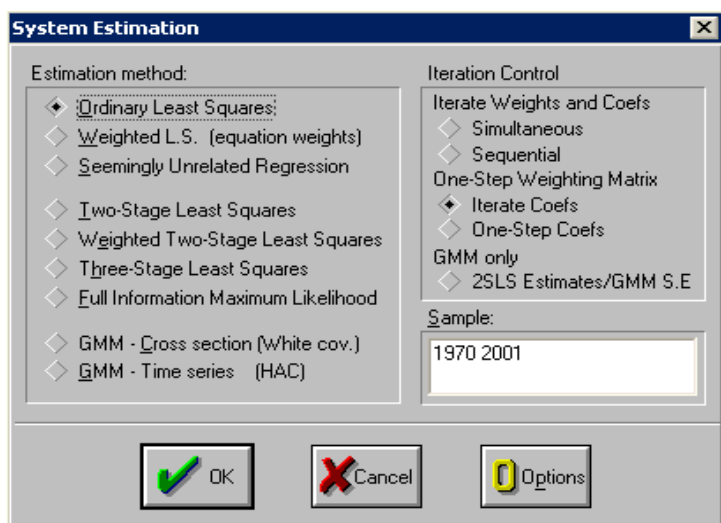 System Estimation
Estimation method:
Ordinary Least Squares
Weighted L.S. (equation weights)
Seemingly Unrelated Regression
Two-Stage Least Squares
Weighted Two-Stage Least Squares
Three-Stage Least Squares
Full Information Maximum Likelihood
GMM - Cross section (White cov.)
GMM - Time series (HAC)
Iteration Control
Iterate Weights and Coefs
Simultaneous
Sequential
One-Step Weighting Matrix
Iterate Coefs
One-Step Coefs
GMM only
2SLS Estimates/GMM S.E
Sample:
1970 2001
OK
Cancel
Options